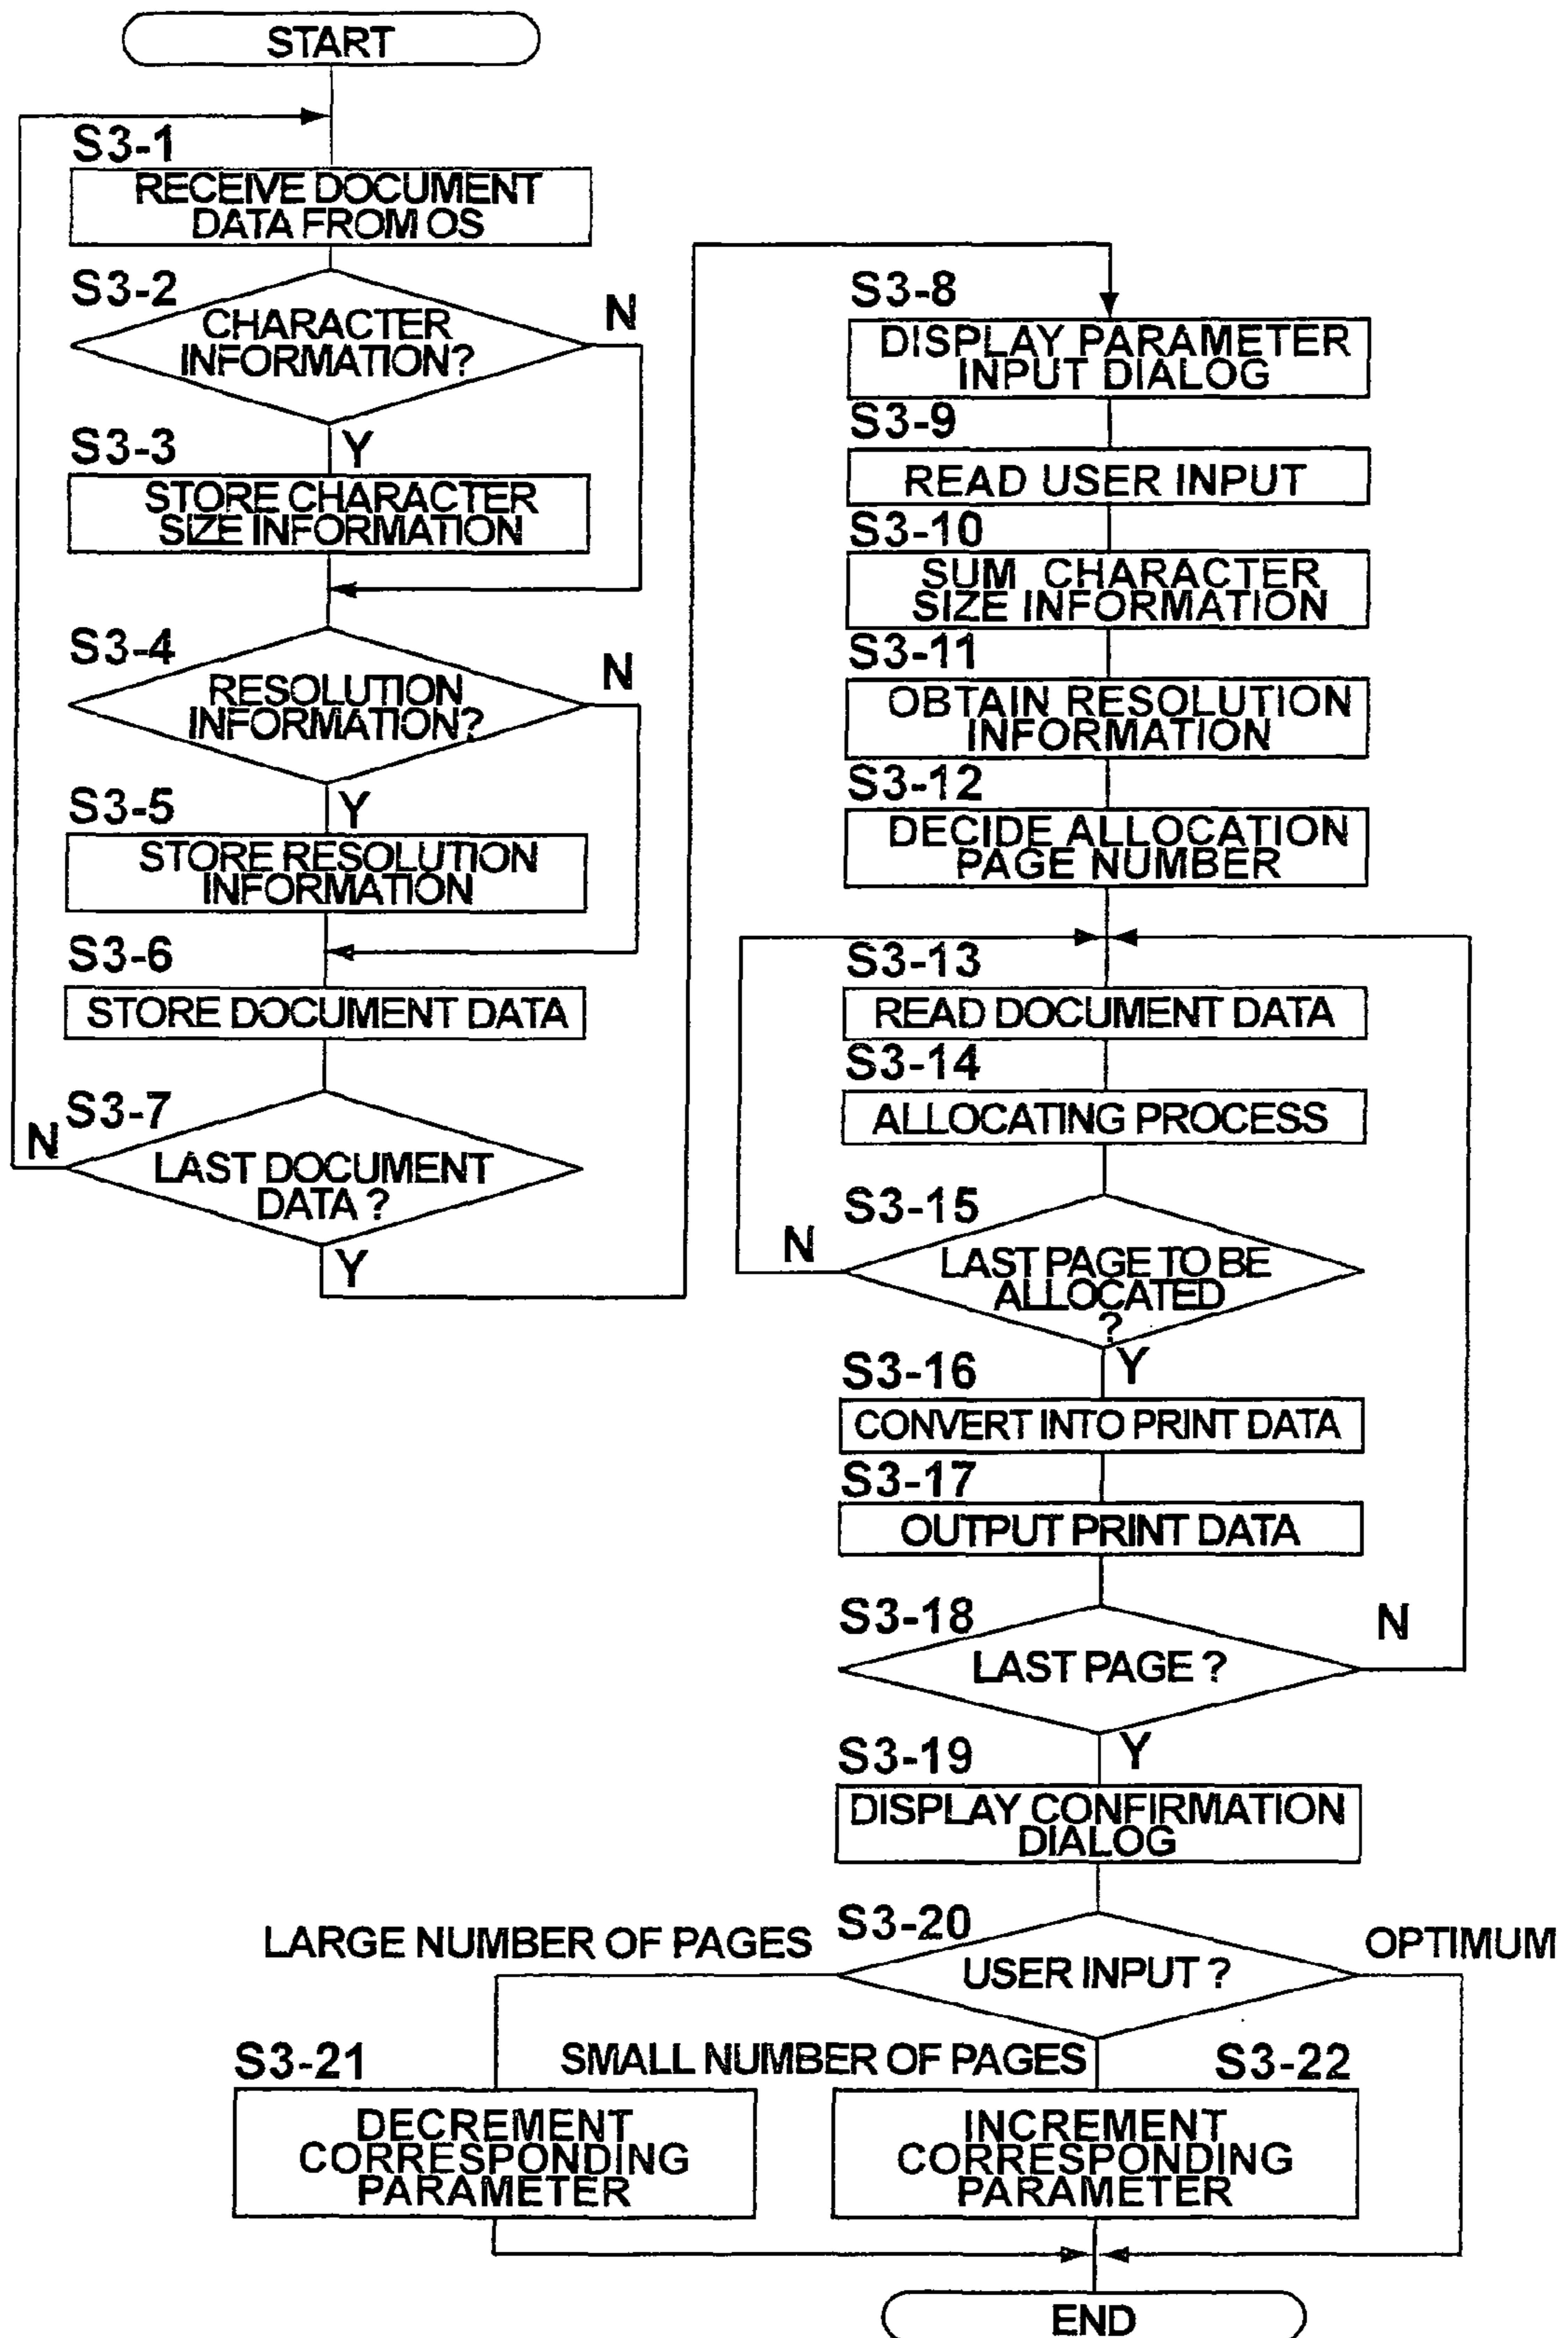 START
S3-1
RECEIVE DOCUMENT
DATA FROM OS
S3-2
CHARACTER
INFORMATION?
N
Y
S3-3
STORE CHARACTER
SIZE INFORMATION
S3-4
RESOLUTION
INFORMATION?
N
Y
S3-5
STORE RESOLUTION
INFORMATION
S3-6
STORE DOCUMENT DATA
S3-7
N
LAST DOCUMENT
DATA ?
Y
S3-8
DISPLAY PARAMETER
INPUT DIALOG
S3-9
READ USER INPUT
S3-10
SUM CHARACTER
SIZE INFORMATION
S3-11
OBTAIN RESOLUTION
INFORMATION
S3-12
DECIDE ALLOCATION
PAGE NUMBER
S3-13
READ DOCUMENT DATA
S3-14
ALLOCATING PROCESS
S3-15
N
LAST PAGE TO BE
ALLOCATED
?
Y
S3-16
CONVERT INTO PRINT DATA
S3-17
OUTPUT PRINT DATA
S3-18
N
LAST PAGE ?
Y
S3-19
DISPLAY CONFIRMATION
DIALOG
S3-20
LARGE NUMBER OF PAGES
OPTIMUM
USER INPUT ?
SMALL NUMBER OF PAGES
S3-21
DECREMENT
CORRESPONDING
PARAMETER
S3-22
INCREMENT
CORRESPONDING
PARAMETER
END